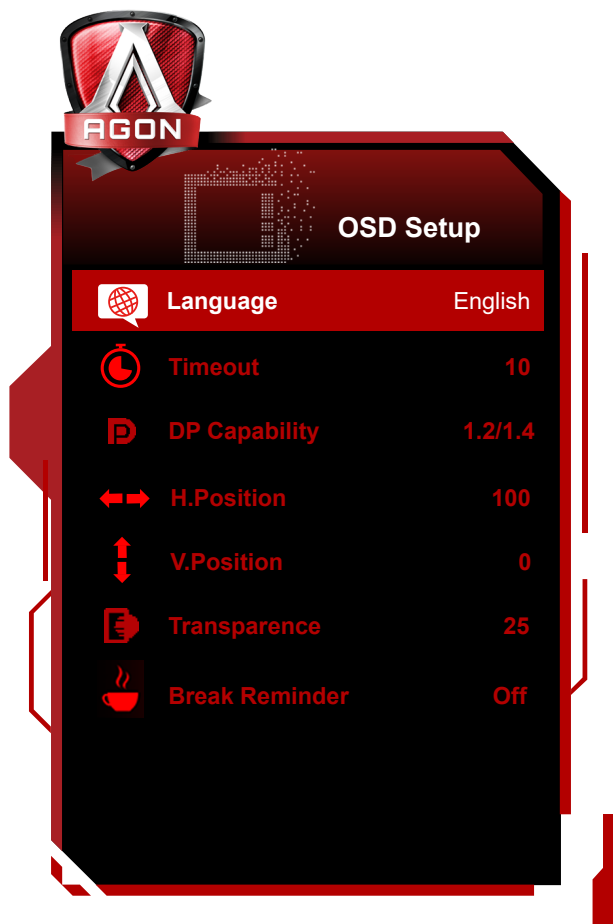 AGON
OSD Setup
Language English
Timeout 10
DP Capability 1.2/1.4
H.Position 100
V.Position 0
Transparence 25
Break Reminder Off